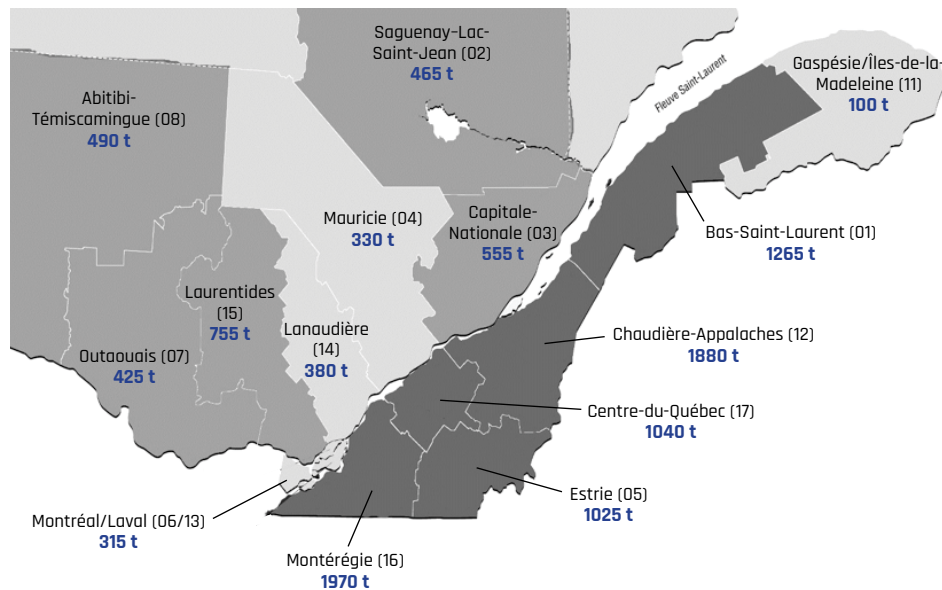 Saguenay–Lac-
Saint-Jean (02)
465 t
Fleuve Saint-Laurent
Gaspésie/Îles-de-la-
Madeleine (11)
100 t
Abitibi-
Témiscamingue (08)
490 t
Mauricie (04)
330 t
Capitale-
Nationale (03)
555 t
Bas-Saint-Laurent (01)
1265 t
Laurentides
(15)
755 t
Lanaudière
(14)
380 t
Outaouais (07)
425 t
Chaudière-Appalaches (12)
1880 t
Centre-du-Québec (17)
1040 t
Estrie (05)
1025 t
Montréal/Laval (06/13)
315 t
Montérégie (16)
1970 t